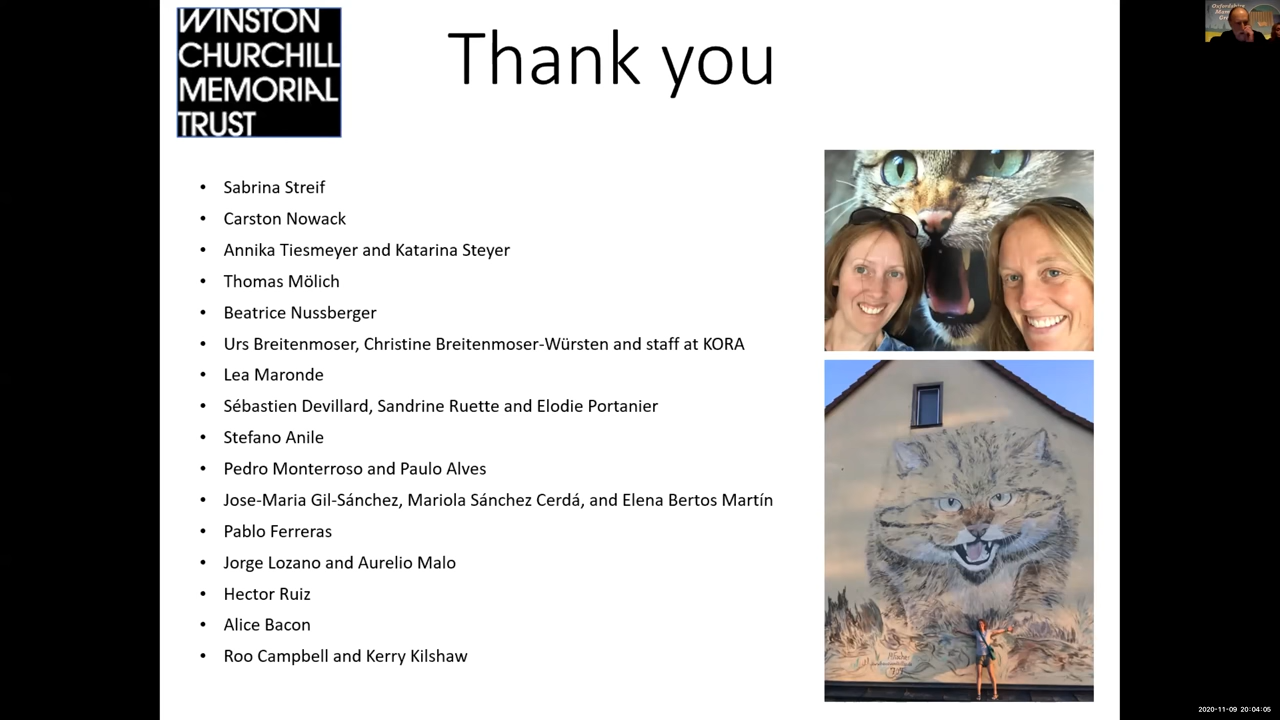 WINSTON
CHURCHILL
MEMORIAL
TRUST
Thank you
• Sabrina Streif
• Carston Nowack
• Annika Tiesmeyer and Katarina Steyer
• Thomas Mölich
• Beatrice Nussberger
• Urs Breitenmoser, Christine Breitenmoser-Würsten and staff at KORA
• Lea Maronde
• Sébastien Devillard, Sandrine Ruette and Elodie Portanier
• Stefano Anile
• Pedro Monterroso and Paulo Alves
• Jose-Maria Gil-Sánchez, Mariola Sánchez Cerdá, and Elena Bertos Martín
• Pablo Ferreras
• Jorge Lozano and Aurelio Malo
• Hector Ruiz
• Alice Bacon
• Roo Campbell and Kerry Kilshaw
Oxfordshire
2020-11-09 20:04:05